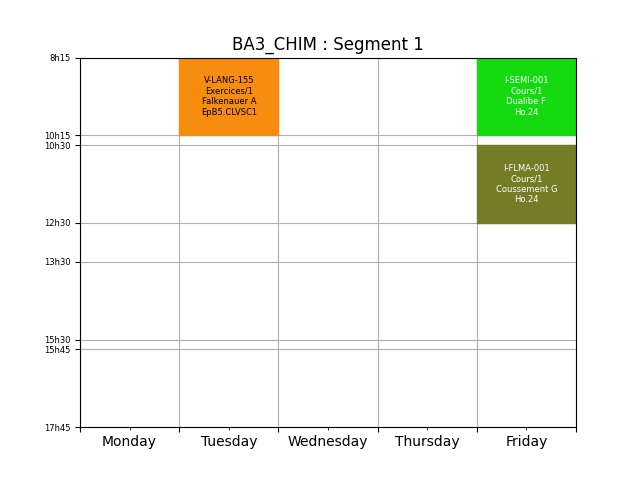 BA3_CHIM : Segment 1
8h15
V-LANG-155
Exercices/1
Falkenauer A
EpB5.CLVSC1
I-SEMI-001
Cours/1
Dualibe F
Ho.24
10h15
10h30
I-FLMA-001
Cours/1
Coussement G
Ho.24
12h30
13h30
15h30
15h45
17h45
Monday Tuesday Wednesday Thursday Friday